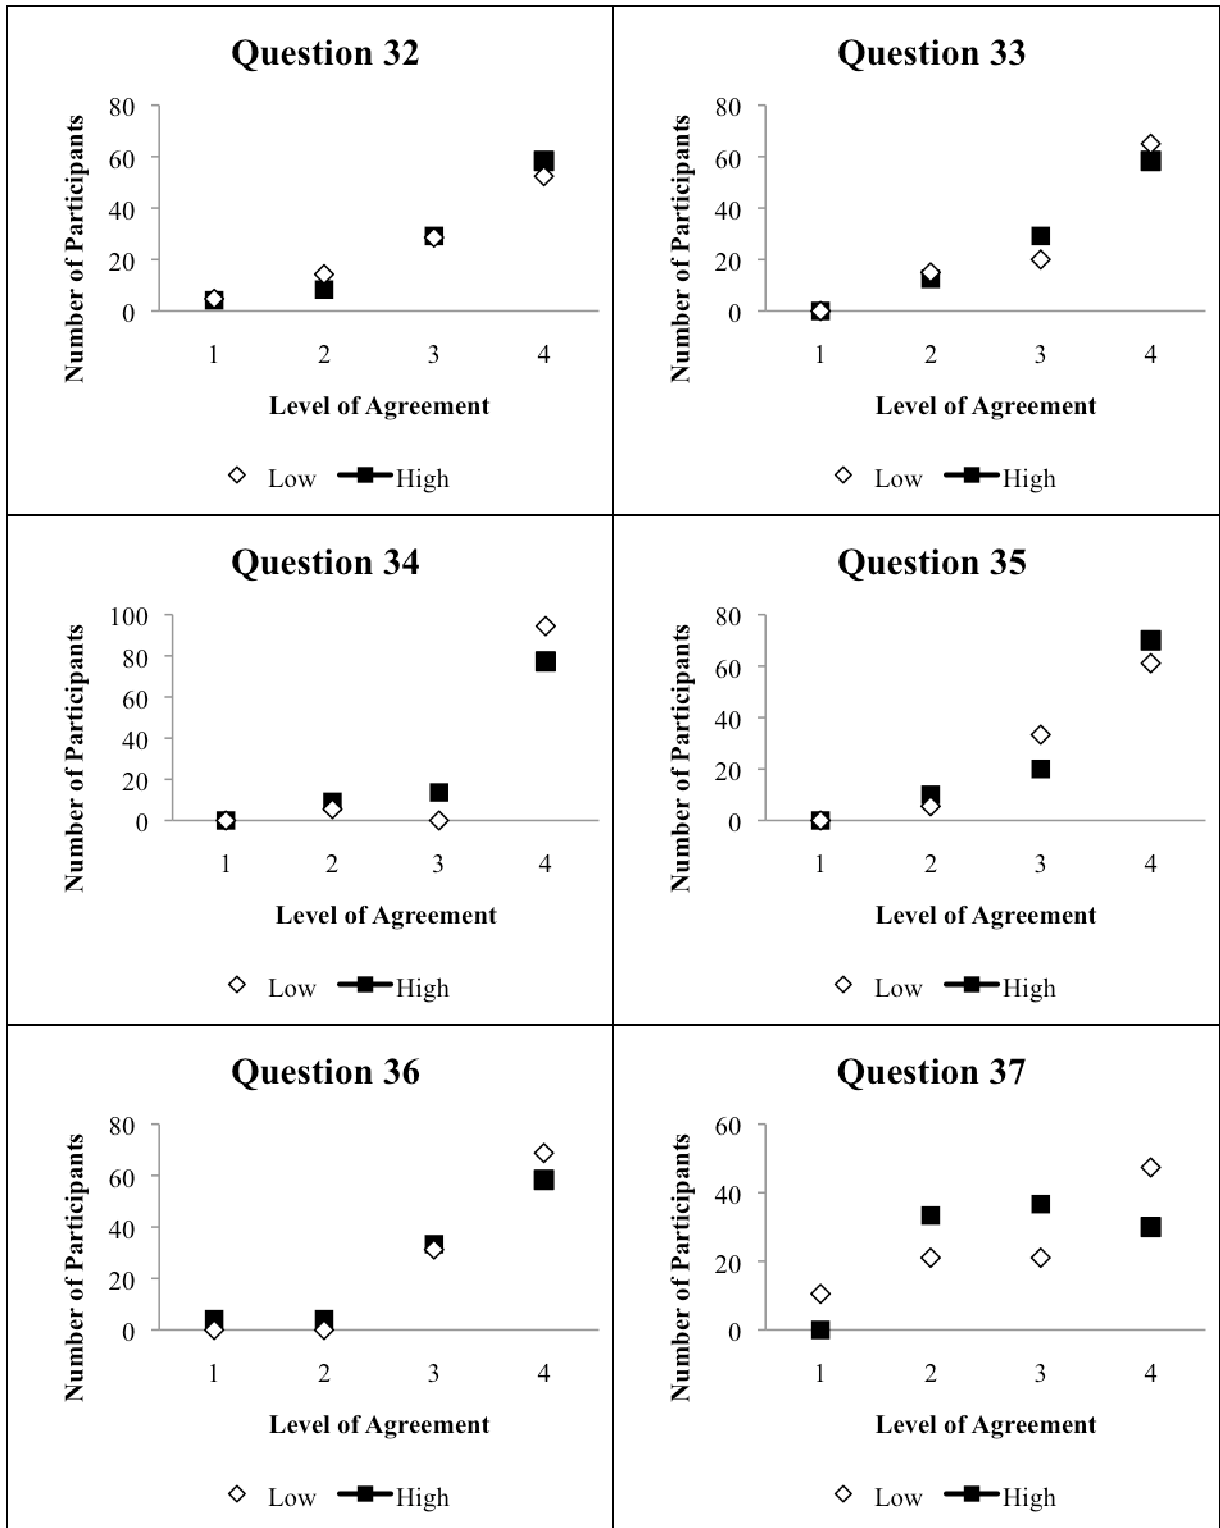 Question 32
Number of Participants
80
60
40
20
0
1 2 3 4
Level of Agreement
Low High
Question 33
Number of Participants
80
60
40
20
0
1 2 3 4
Level of Agreement
Low High
Question 34
Number of Participants
100
80
60
40
20
0
1 2 3 4
Level of Agreement
Low High
Question 35
Number of Participants
80
60
40
20
0
1 2 3 4
Level of Agreement
Low High
Question 36
Number of Participants
80
60
40
20
0
1 2 3 4
Level of Agreement
Low High
Question 37
Number of Participants
60
40
20
0
1 2 3 4
Level of Agreement
Low High